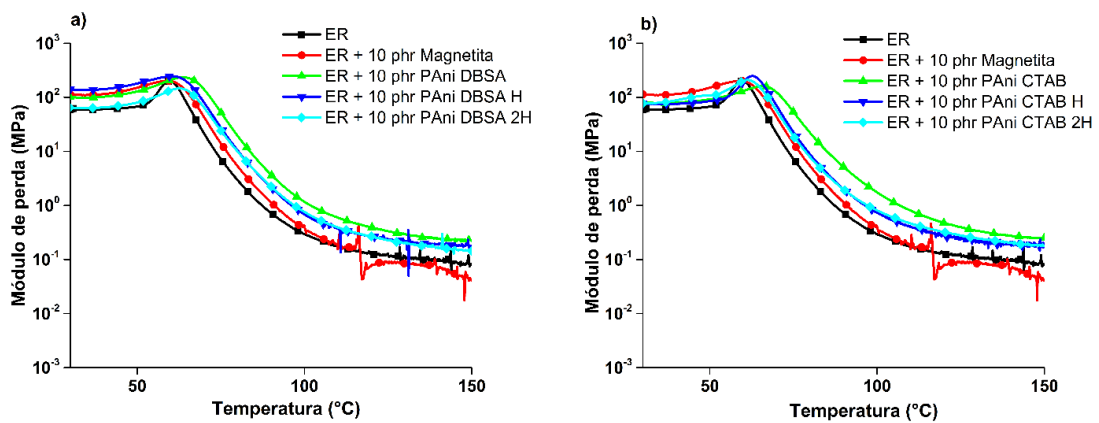 a)
ER
ER + 10 phr Magnetita
ER + 10 phr PAni DBSA
ER + 10 phr PAni DBSA H
ER + 10 phr PAni DBSA 2H
Módulo de perda (MPa)
10³
10²
10¹
10⁰
10⁻¹
10⁻²
10⁻³
50
100
150
Temperatura (°C)
b)
ER
ER + 10 phr Magnetita
ER + 10 phr PAni CTAB
ER + 10 phr PAni CTAB H
ER + 10 phr PAni CTAB 2H
Módulo de perda (MPa)
10³
10²
10¹
10⁰
10⁻¹
10⁻²
10⁻³
50
100
150
Temperatura (°C)